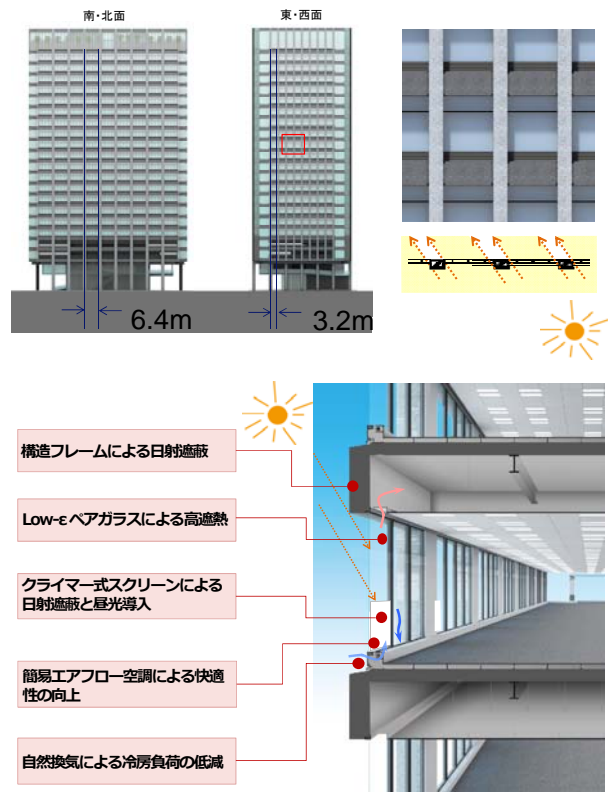 南・北面
東・西面
6.4m
3.2m
構造フレームによる日射遮蔽
Low-εペアガラスによる高遮熱
クライマー式スクリーンによる
日射遮蔽と昼光導入
簡易エアフロー空調による快適
性の向上
自然換気による冷房負荷の低減